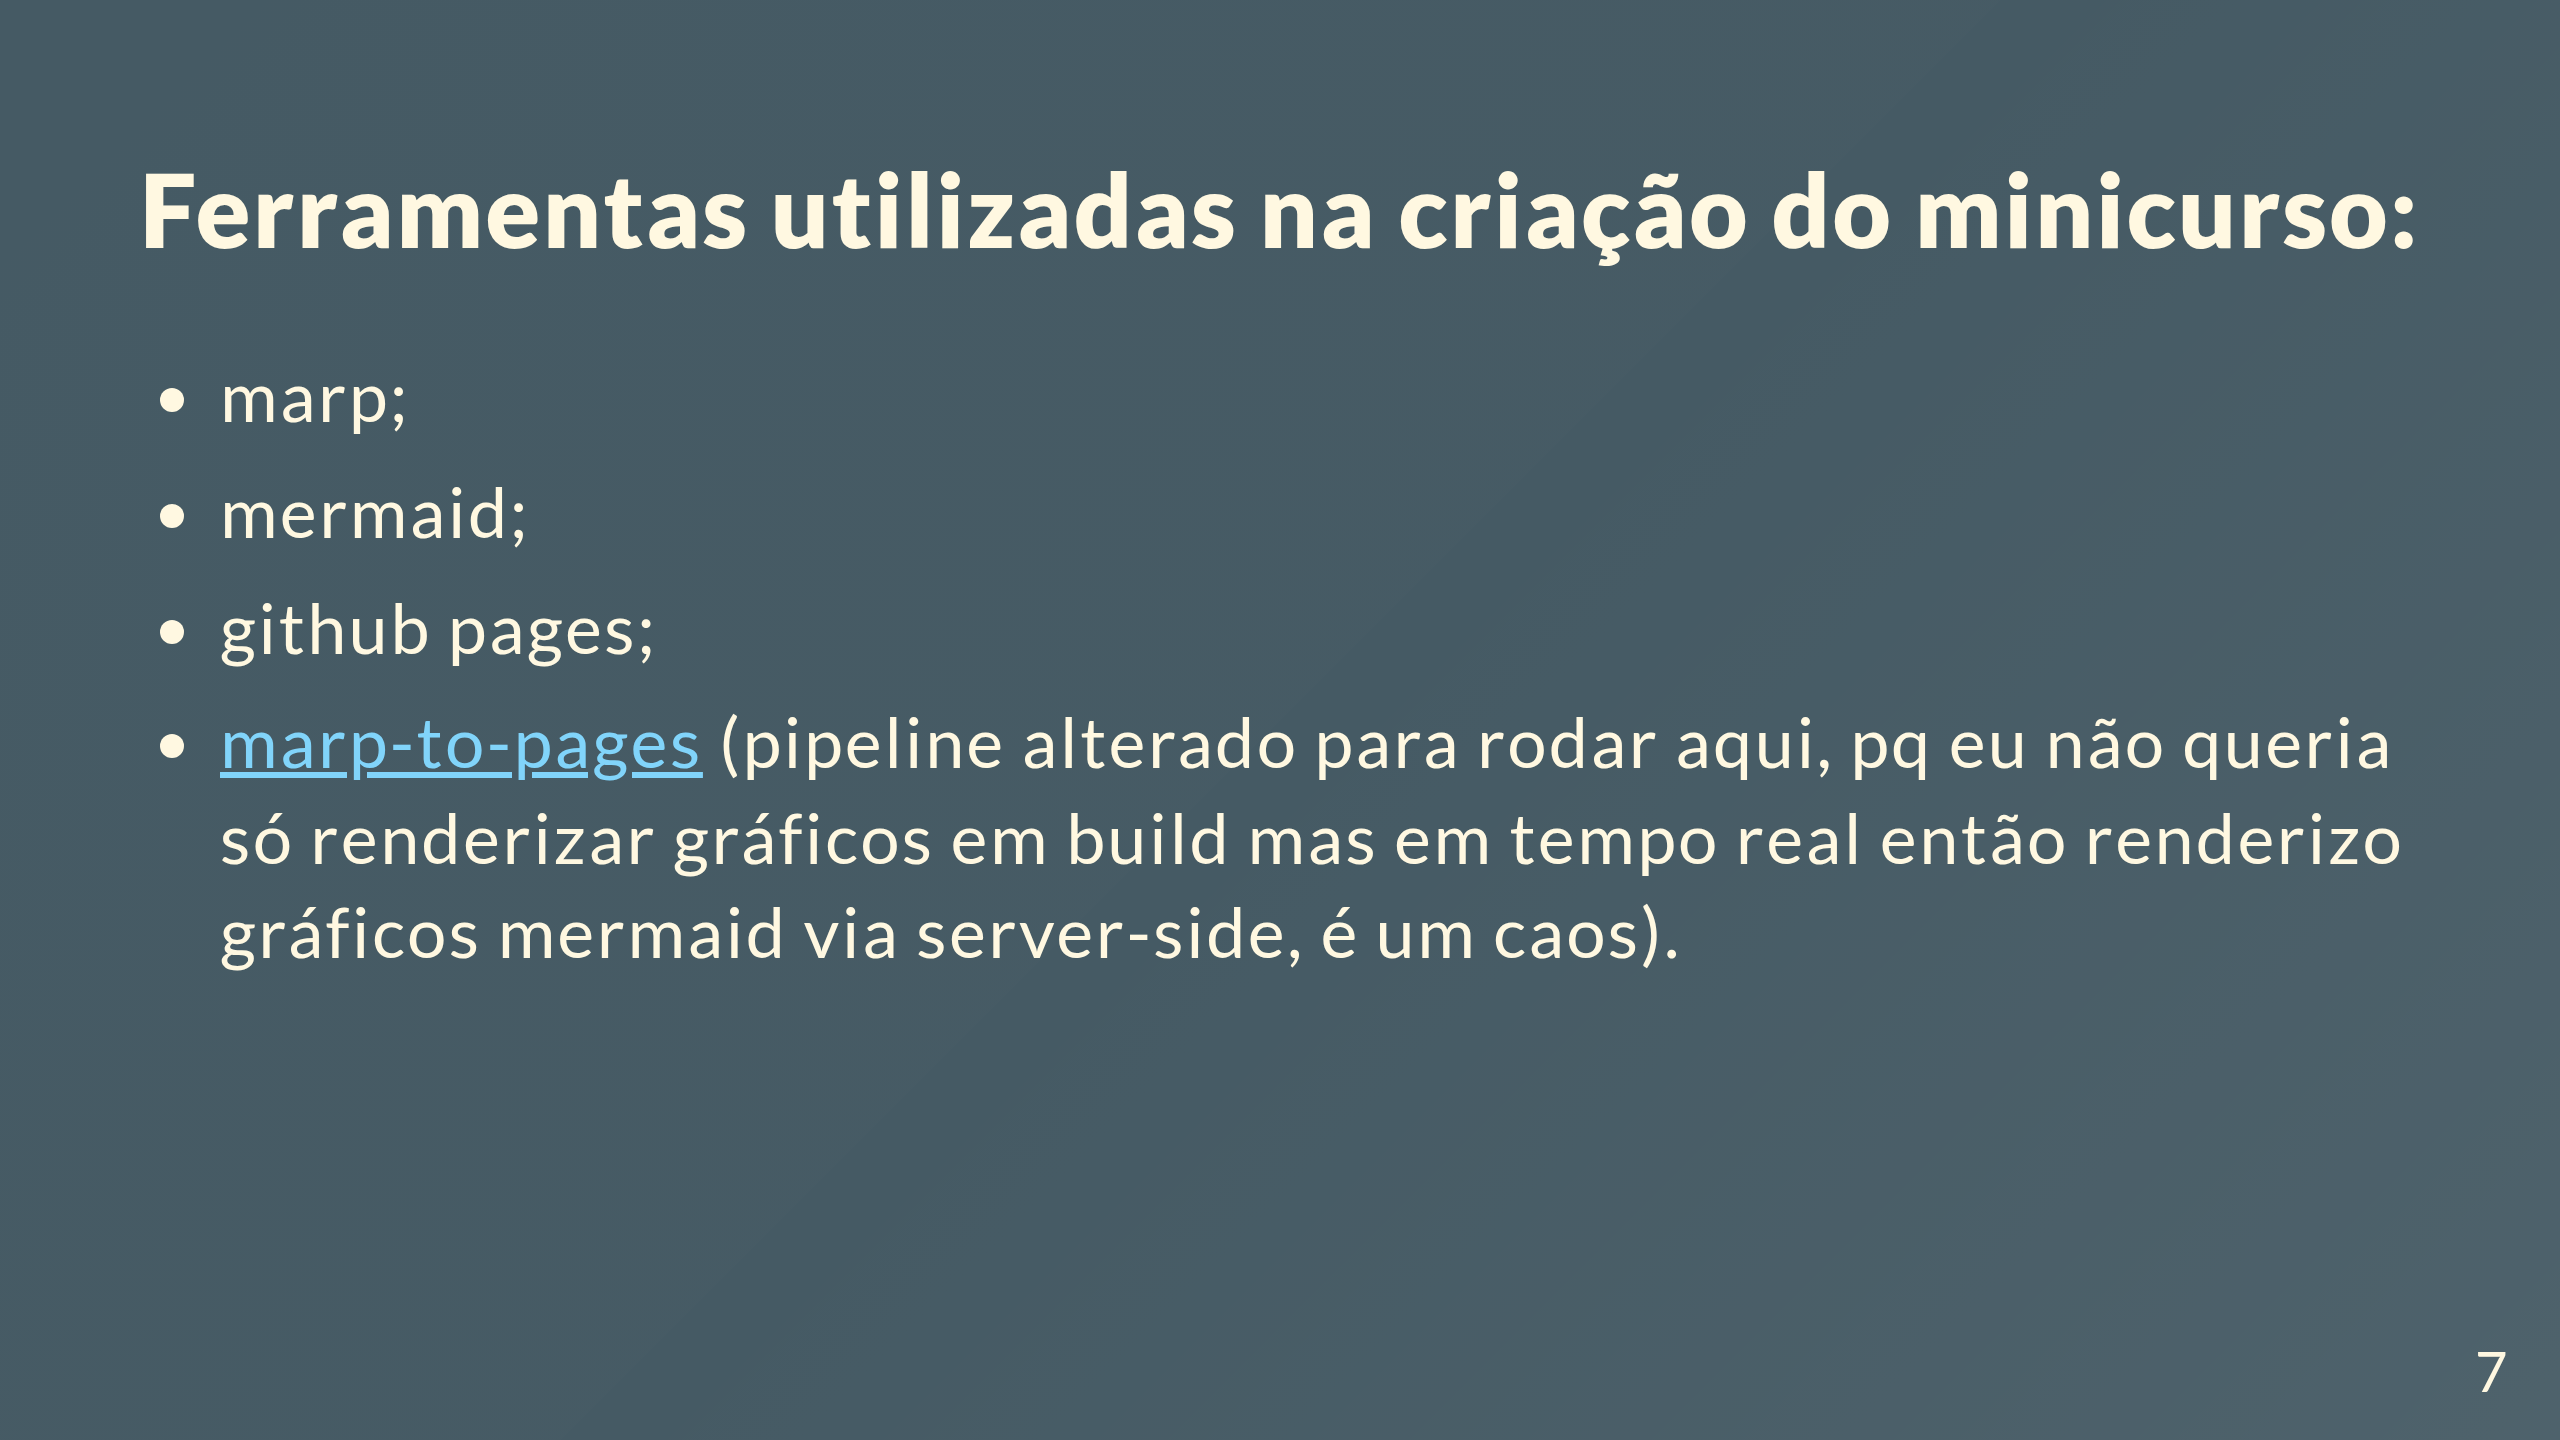 Ferramentas utilizadas na criação do minicurso:
• marp;
• mermaid;
• github pages;
• marp-to-pages (pipeline alterado para rodar aqui, pq eu não queria
só renderizar gráficos em build mas em tempo real então renderizo
gráficos mermaid via server-side, é um caos).
7